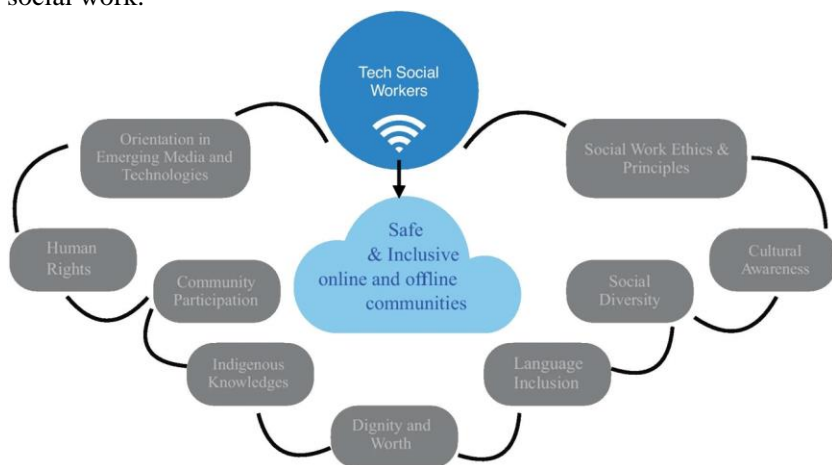 social work.
Tech Social
Workers
Orientation in
Emerging Media and
Technologies
Social Work Ethics &
Principles
Safe
& Inclusive
online and offline
communities
Human
Rights
Community
Participation
Social
Diversity
Cultural
Awareness
Indigenous
Knowledges
Language
Inclusion
Dignity and
Worth